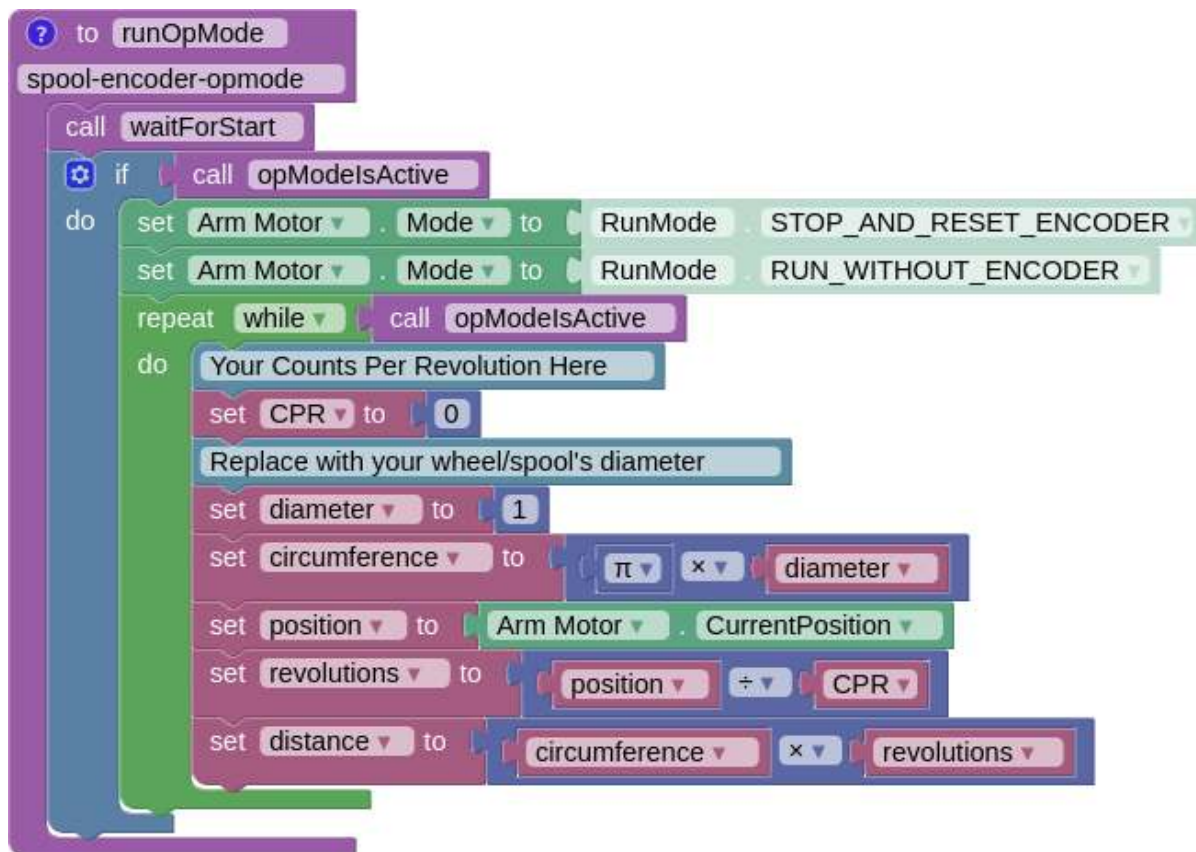 ? to runOpMode
spool-encoder-opmode
call waitForStart
if call opModeIsActive
do set Arm Motor . Mode to RunMode . STOP_AND_RESET_ENCODER
set Arm Motor . Mode to RunMode . RUN_WITHOUT_ENCODER
repeat while call opModeIsActive
do Your Counts Per Revolution Here
set CPR to 0
Replace with your wheel/spool's diameter
set diameter to 1
set circumference to π × diameter
set position to Arm Motor . CurrentPosition
set revolutions to position ÷ CPR
set distance to circumference × revolutions